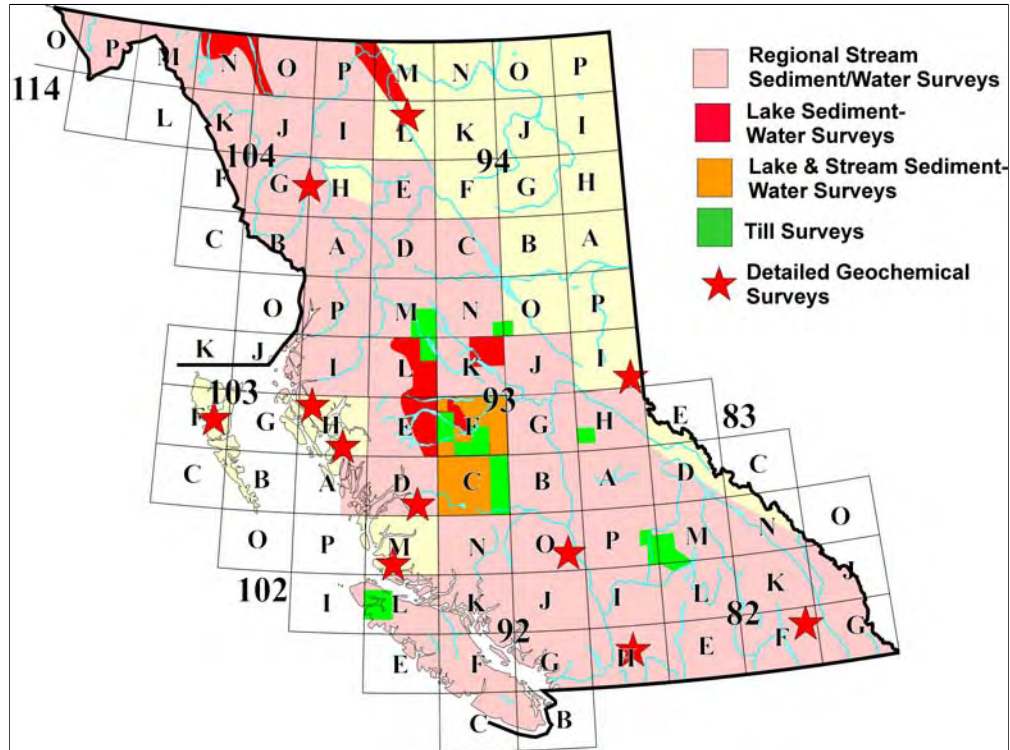 O P M N O P M N O P
114
L K J I L K J I
104 94
F G H E F G H
C B A D C B A
O P M N O P
K J I L K J I
103 93 83
F G H E F G H E
C B A D C B A D C
O P M N O P M N O
102
I L K J I L K J
92 82
E F G H E F G
C B
Regional Stream
Sediment/Water Surveys
Lake Sediment-
Water Surveys
Lake & Stream Sediment-
Water Surveys
Till Surveys
Detailed Geochemical
Surveys